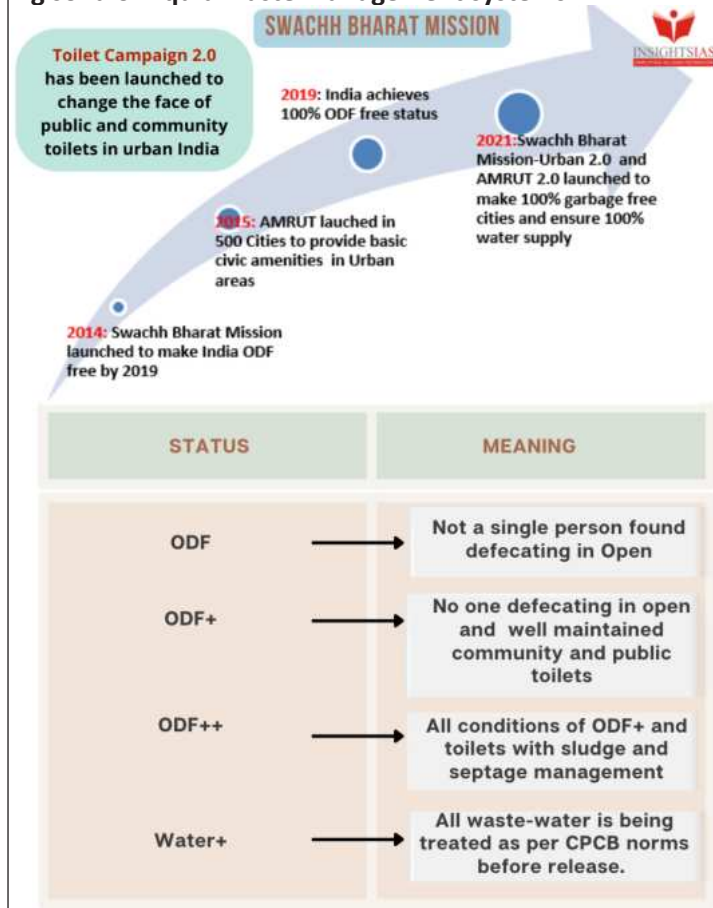 SWACHH BHARAT MISSION
INSIGHTSIAS
Toilet Campaign 2.0
has been launched to
change the face of
public and community
toilets in urban India
2019: India achieves
100% ODF free status
2021:Swachh Bharat
Mission-Urban 2.0 and
AMRUT 2.0 launched to
make 100% garbage free
cities and ensure 100%
water supply
2015: AMRUT lauched in
500 Cities to provide basic
civic amenities in Urban
areas
2014: Swachh Bharat Mission
launched to make India ODF
free by 2019
STATUS
MEANING
ODF
Not a single person found
defecating in Open
ODF+
No one defecating in open
and well maintained
community and public
toilets
ODF++
All conditions of ODF+ and
toilets with sludge and
septage management
Water+
All waste-water is being
treated as per CPCB norms
before release.